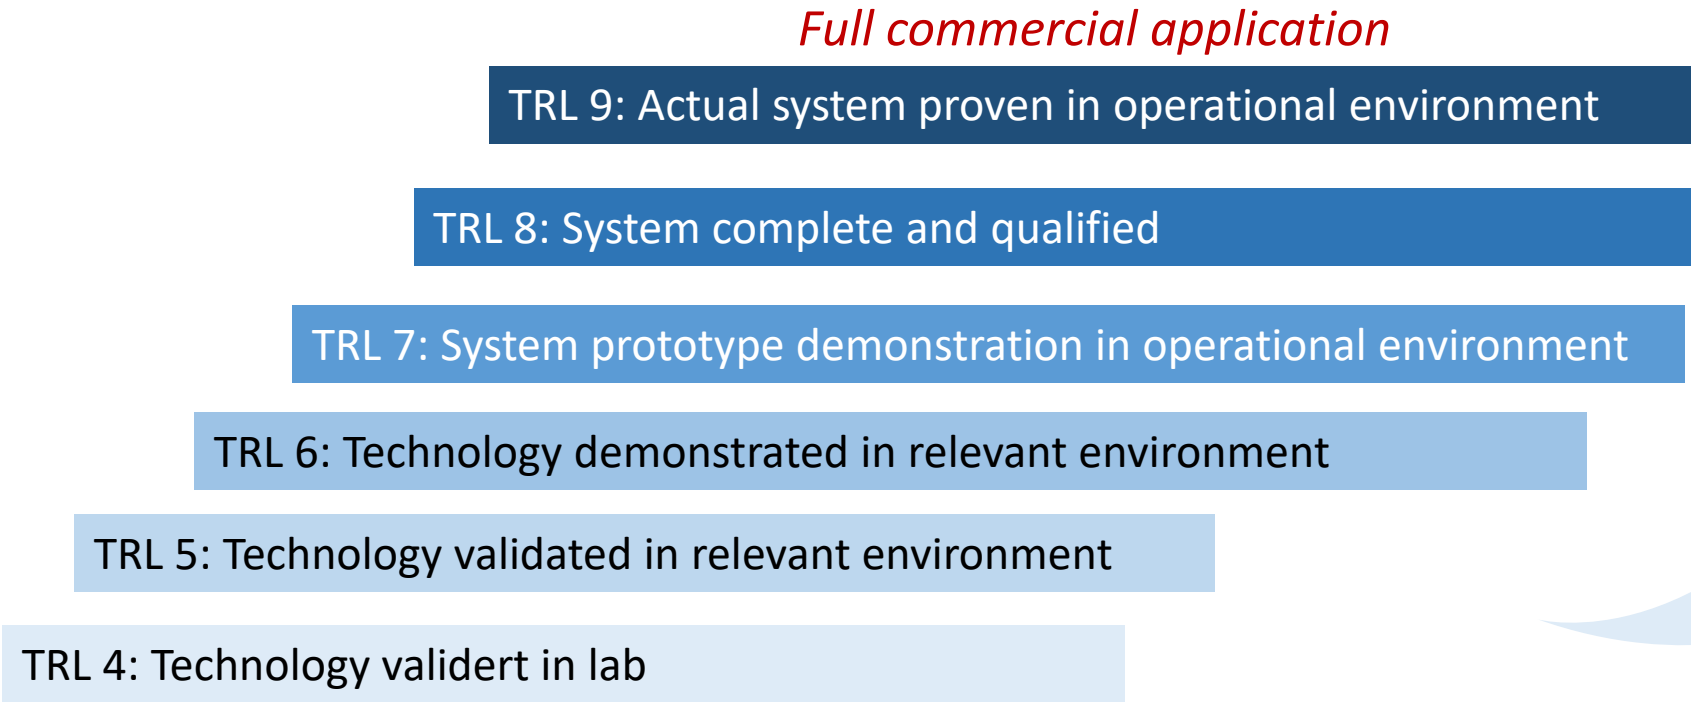 Full commercial application
TRL 9: Actual system proven in operational environment
TRL 8: System complete and qualified
TRL 7: System prototype demonstration in operational environment
TRL 6: Technology demonstrated in relevant environment
TRL 5: Technology validated in relevant environment
TRL 4: Technology validert in lab